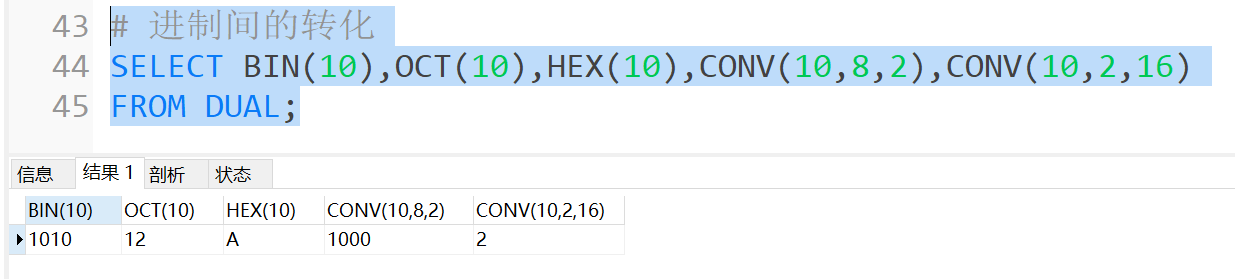 43 # 进制间的转化
44 SELECT BIN(10),OCT(10),HEX(10),CONV(10,8,2),CONV(10,2,16)
45 FROM DUAL;
信息 结果 1 剖析 状态
BIN(10) OCT(10) HEX(10) CONV(10,8,2) CONV(10,2,16)
1010 12 A 1000 2